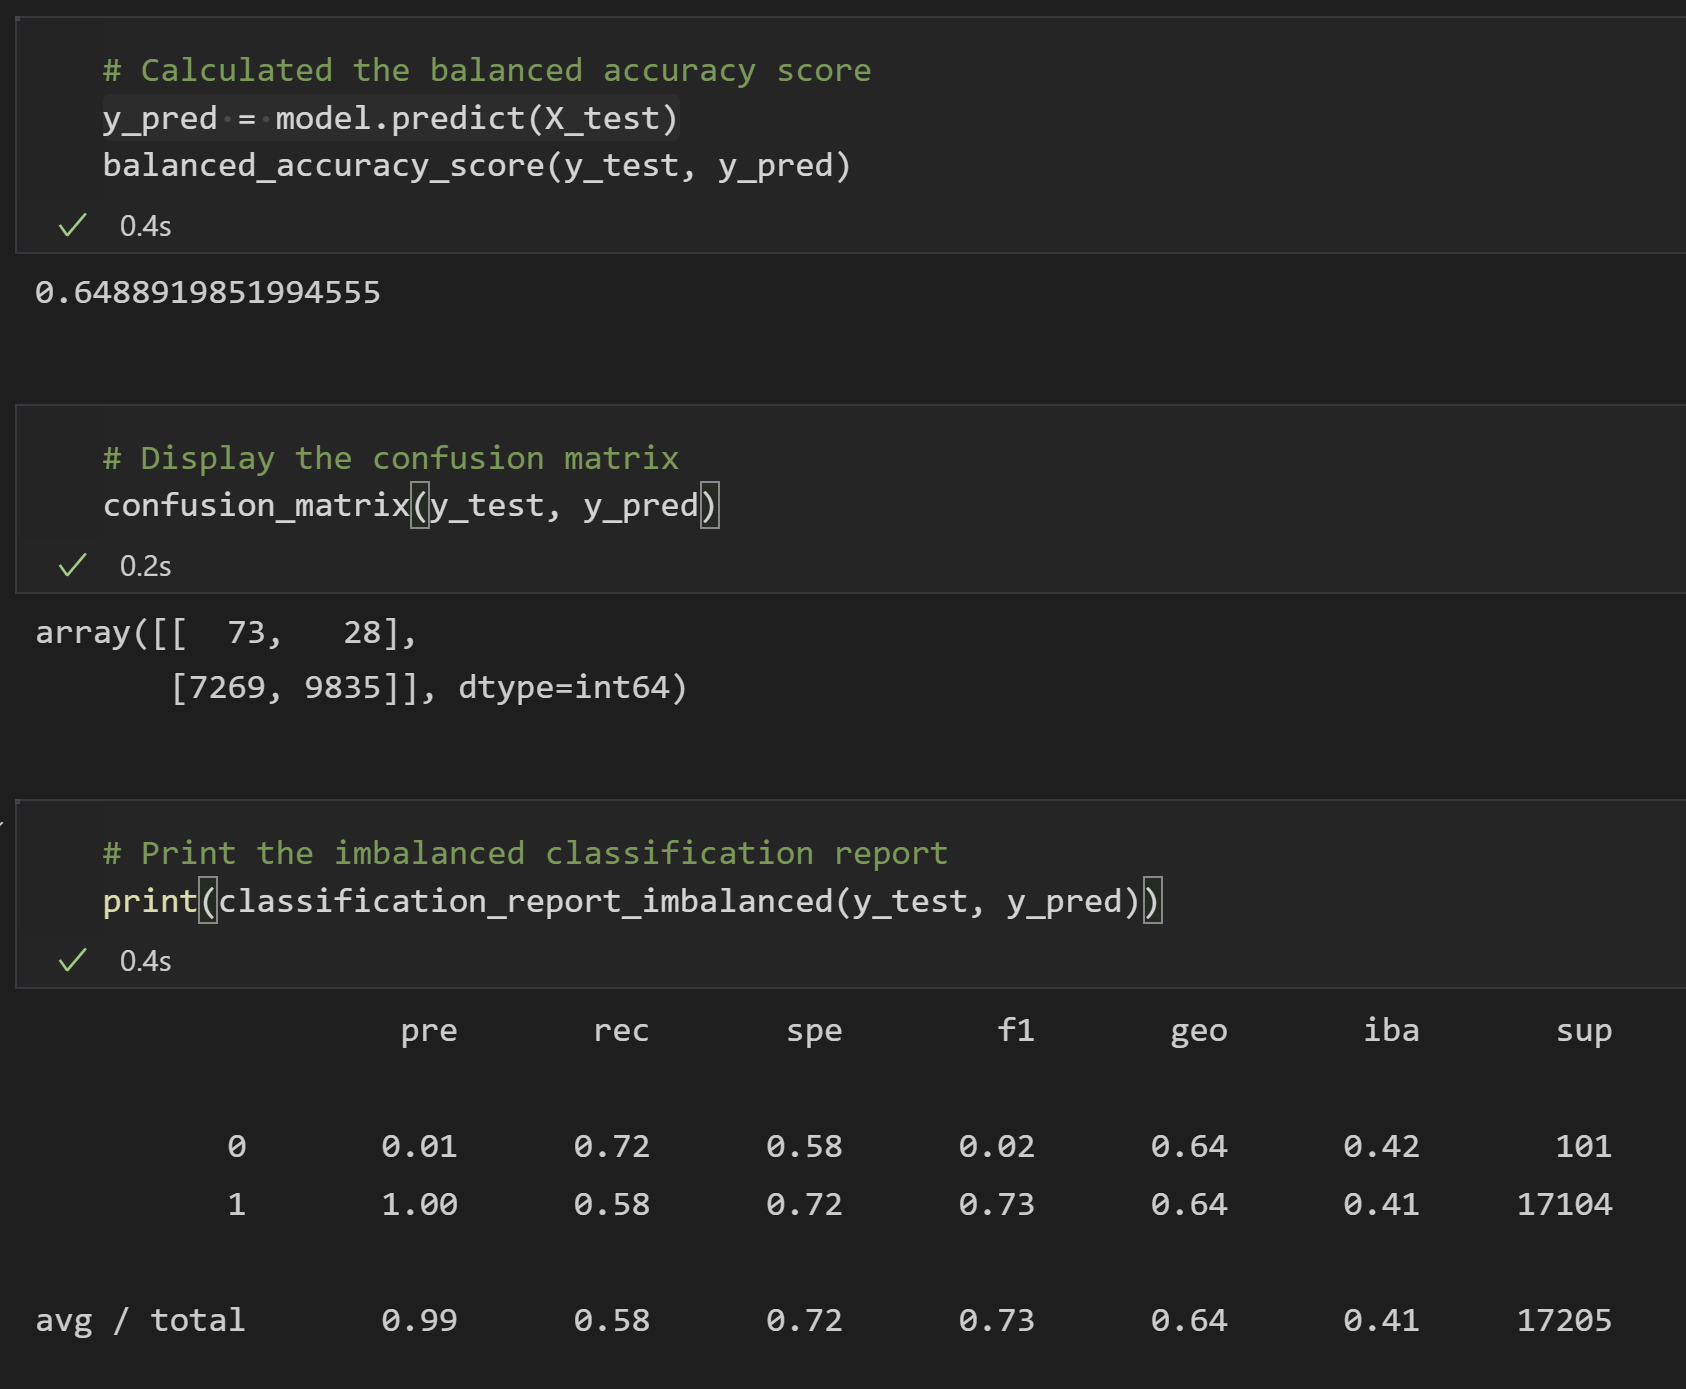 # Calculated the balanced accuracy score
y_pred = model.predict(X_test)
balanced_accuracy_score(y_test, y_pred)
0.4s
0.6488919851994555
# Display the confusion matrix
confusion_matrix(y_test, y_pred)
0.2s
array([[  73,   28],
       [7269, 9835]], dtype=int64)
# Print the imbalanced classification report
print(classification_report_imbalanced(y_test, y_pred))
0.4s
pre rec spe f1 geo iba sup
0 0.01 0.72 0.58 0.02 0.64 0.42 101
1 1.00 0.58 0.72 0.73 0.64 0.41 17104
avg / total 0.99 0.58 0.72 0.73 0.64 0.41 17205